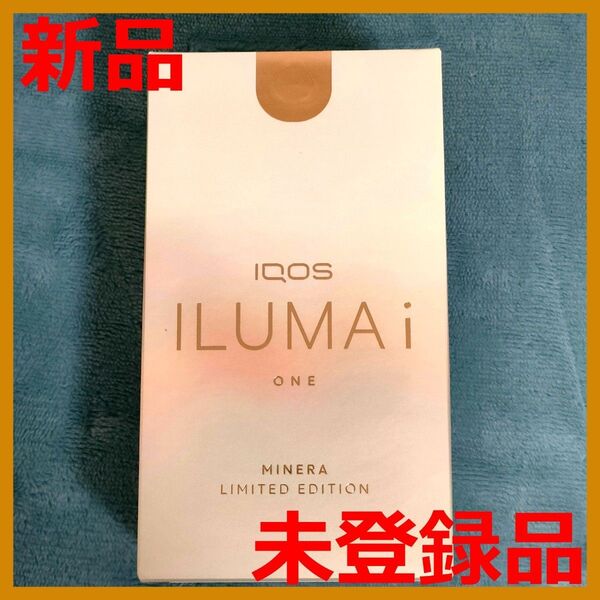 新品
IQOS
ILUMA i
ONE
MINERA
LIMITED EDITION
未登録品